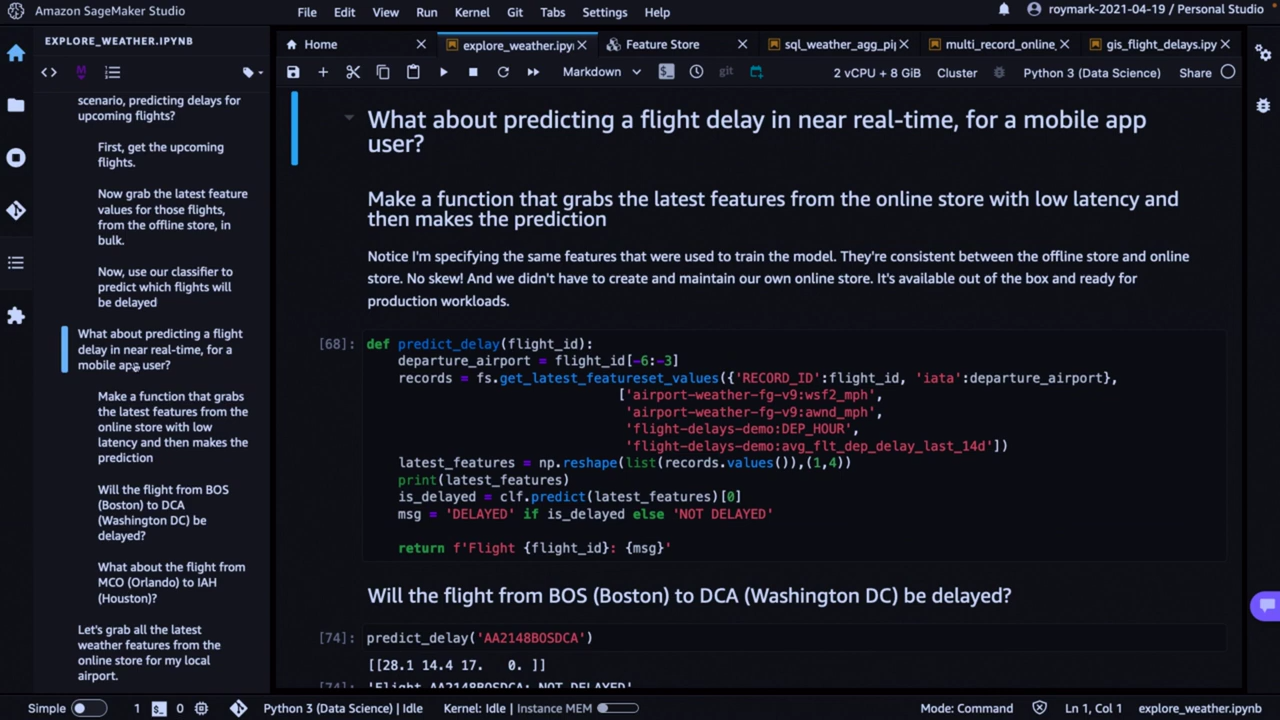 Amazon SageMaker Studio
File Edit View Run Kernel Git Tabs Settings Help
roymark-2021-04-19 / Personal Studio
EXPLORE_WEATHER.IPYNB
Home
explore_weather.ipy
Feature Store
sql_weather_agg_pi
multi_record_online_
gis_flight_delays.ipy
Markdown
git
2 vCPU + 8 GiB
Cluster
Python 3 (Data Science)
Share
scenario, predicting delays for
upcoming flights?
First, get the upcoming
flights.
Now grab the latest feature
values for those flights,
from the offline store, in
bulk.
Now, use our classifier to
predict which flights will
be delayed
What about predicting a flight
delay in near real-time, for a
mobile app user?
Make a function that grabs
the latest features from the
online store with low
latency and then makes the
prediction
Will the flight from BOS
(Boston) to DCA
(Washington DC) be
delayed?
What about the flight from
MCO (Orlando) to IAH
(Houston)?
Let's grab all the latest
weather features from the
online store for my local
airport.
What about predicting a flight delay in near real-time, for a mobile app
user?
Make a function that grabs the latest features from the online store with low latency and
then makes the prediction
Notice I'm specifying the same features that were used to train the model. They're consistent between the offline store and online
store. No skew! And we didn't have to create and maintain our own online store. It's available out of the box and ready for
production workloads.
[68]: def predict_delay(flight_id):
departure_airport = flight_id[-6:-3]
records = fs.get_latest_featureset_values({'RECORD_ID':flight_id, 'iata':departure_airport},
['airport-weather-fg-v9:wsf2_mph',
'airport-weather-fg-v9:awnd_mph',
'flight-delays-demo:DEP_HOUR',
'flight-delays-demo:avg_flt_dep_delay_last_14d'])
latest_features = np.reshape(list(records.values()),(1,4))
print(latest_features)
is_delayed = clf.predict(latest_features)[0]
msg = 'DELAYED' if is_delayed else 'NOT DELAYED'
return f'Flight {flight_id}: {msg}'
Will the flight from BOS (Boston) to DCA (Washington DC) be delayed?
[74]: predict_delay('AA2148BOSDCA')
[[28.1 14.4 17. 0. ]]
[74]: 'Flight AA2148BOSDCA: NOT DELAYED'
Simple
1
0
Python 3 (Data Science) | Idle
Kernel: Idle | Instance MEM
Mode: Command
Ln 1, Col 1
explore_weather.ipynb